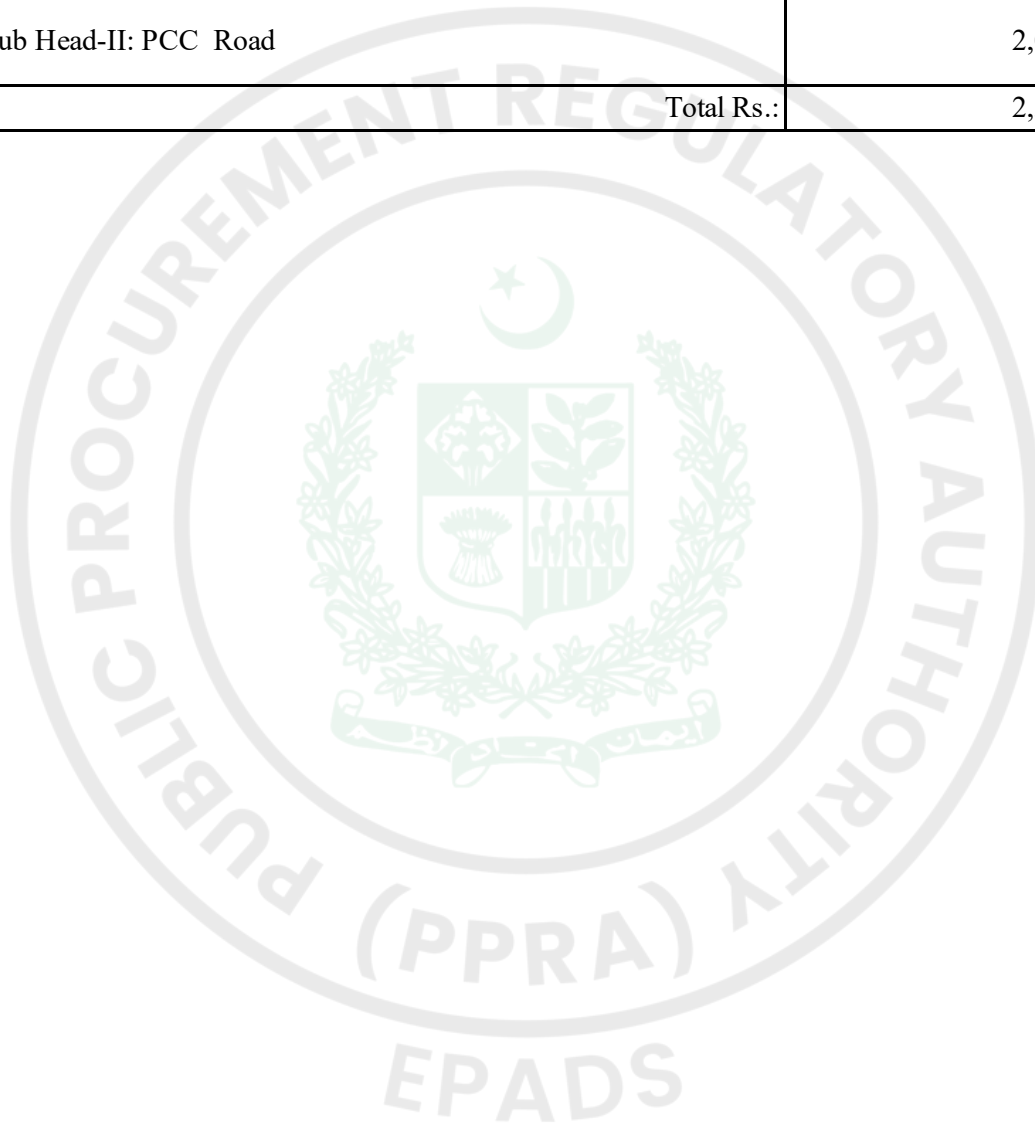 ub Head-II: PCC Road 2,
Total Rs.: 2,
PUBLIC PROCUREMENT REGULATORY AUTHORITY
(PPRA)
EPADS